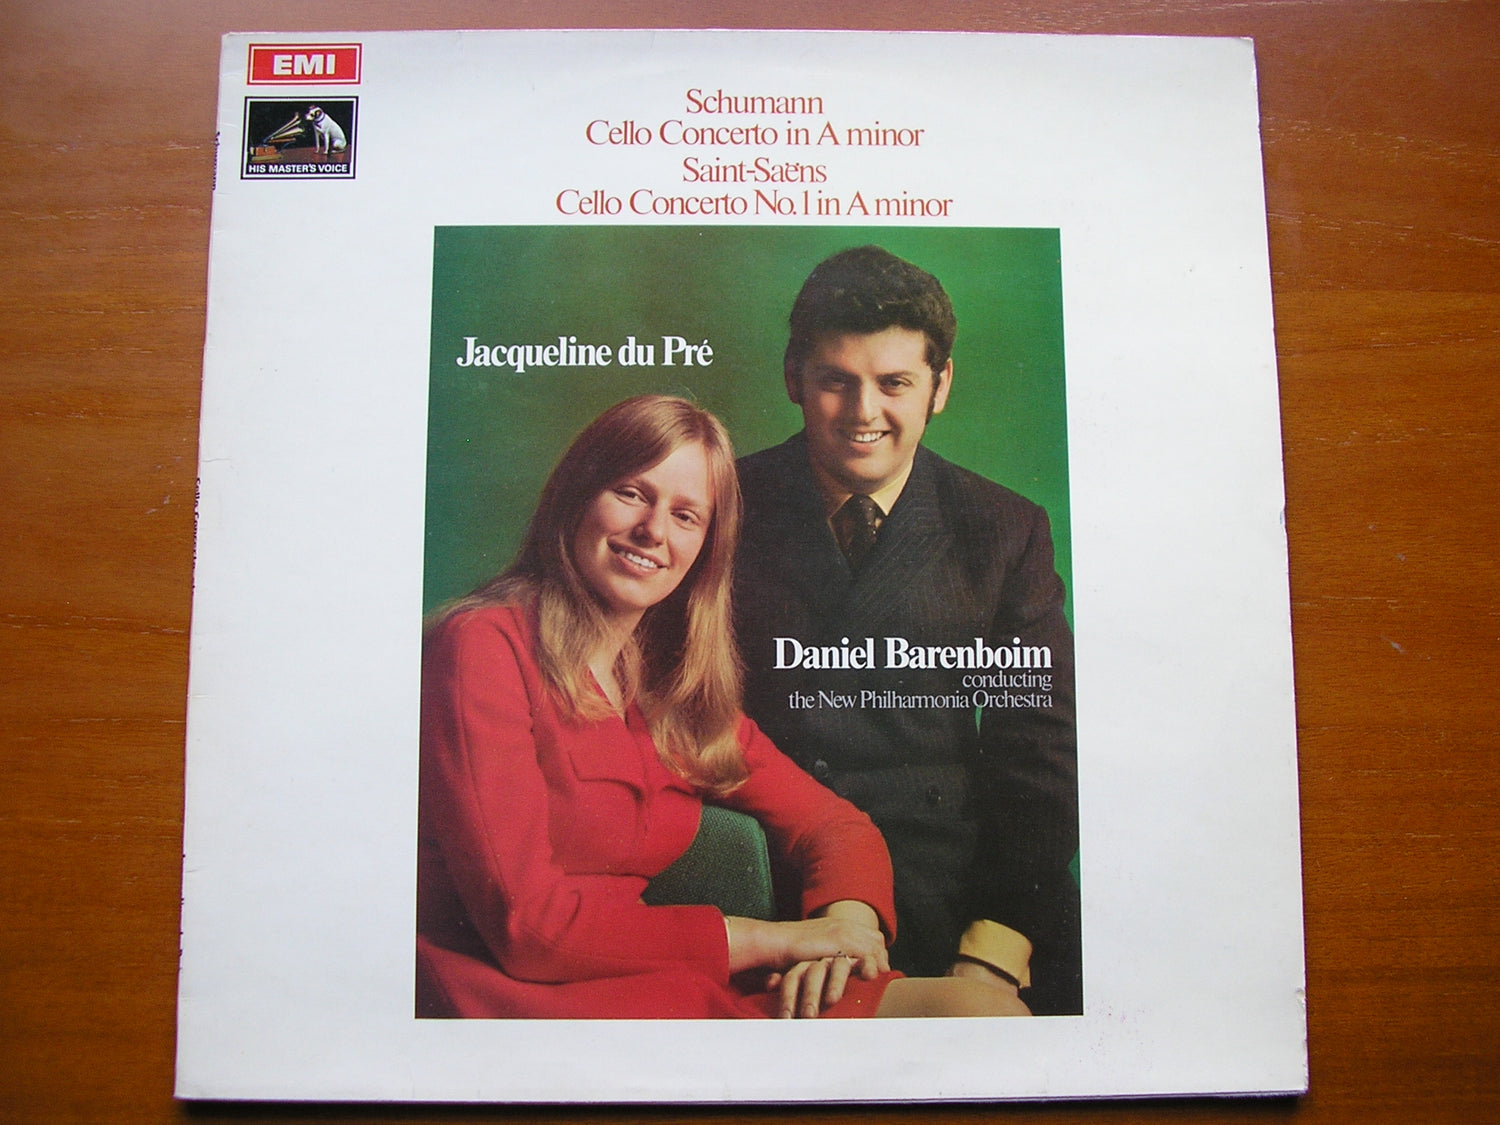 EMI
HIS MASTER'S VOICE
Schumann
Cello Concerto in A minor
Saint-Saëns
Cello Concerto No. 1 in A minor
Jacqueline du Pré
Daniel Barenboim
conducting
the New Philharmonia Orchestra